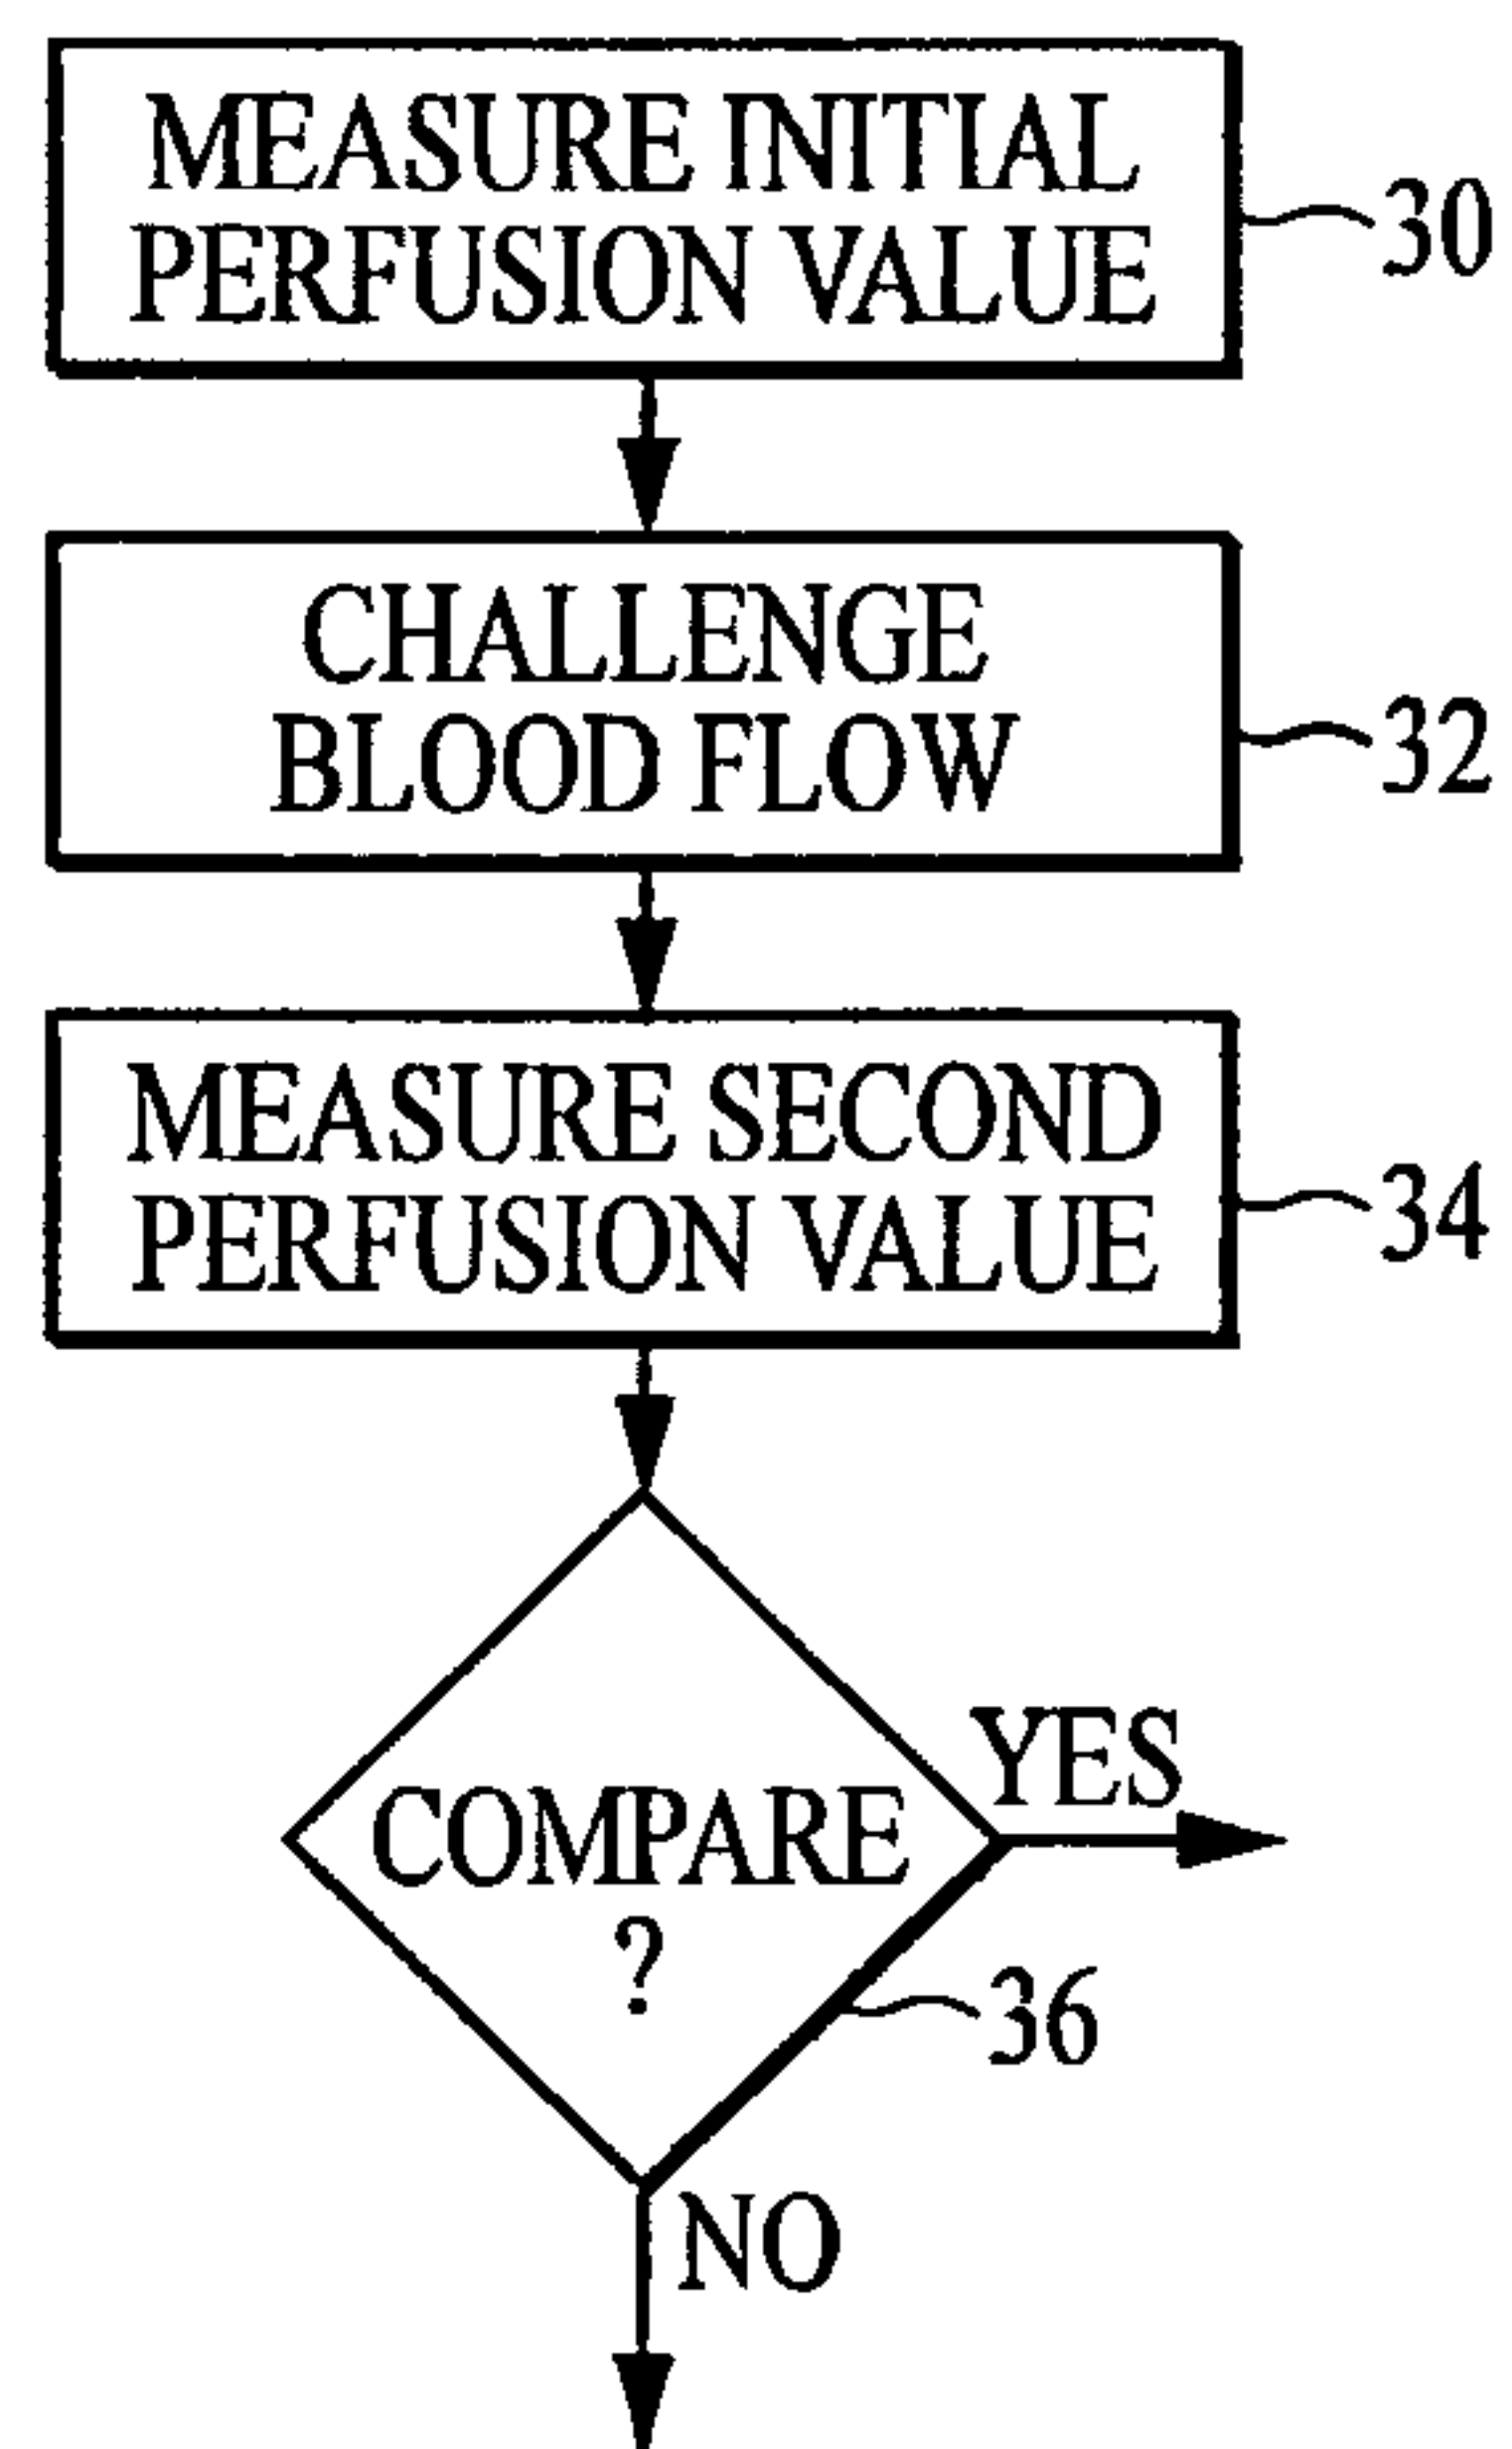 MEASURE INITIAL
PERFUSION VALUE
30
CHALLENGE
BLOOD FLOW
32
MEASURE SECOND
PERFUSION VALUE
34
YES
COMPARE
?
36
NO